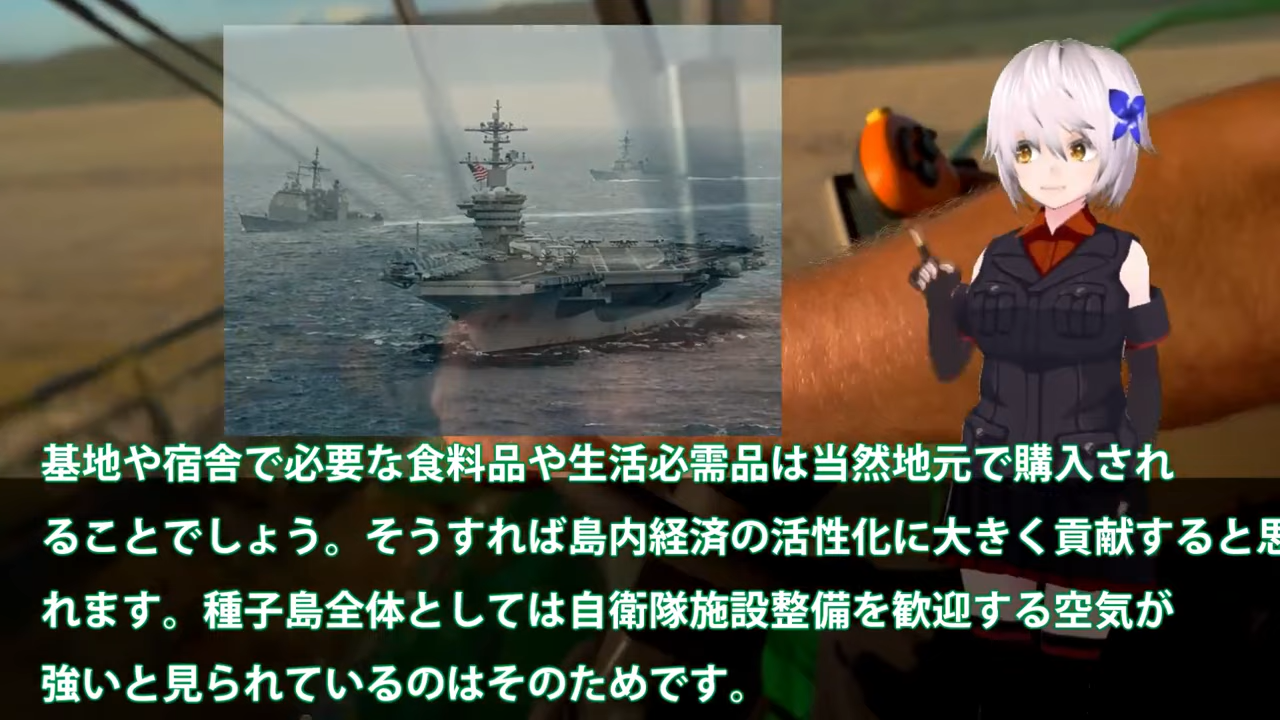 基地や宿舎で必要な食料品や生活必需品は当然地元で購入され
ることでしょう。そうすれば島内経済の活性化に大きく貢献すると思
れます。種子島全体としては自衛隊施設整備を歓迎する空気が
強いと見られているのはそのためです。